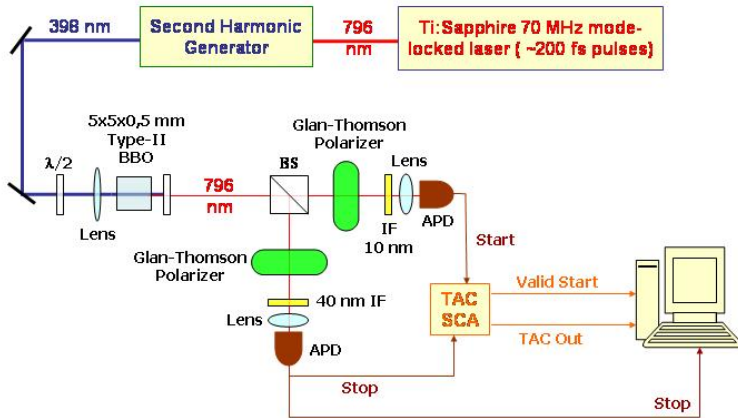 398 nm
Second Harmonic
Generator
796
nm
Ti:Sapphire 70 MHz mode-
locked laser ( ~200 fs pulses)
5x5x0,5 mm
Type-II
BBO
λ/2
Lens
796
nm
BS
Glan-Thomson
Polarizer
Lens
IF
10 nm
APD
Start
Glan-Thomson
Polarizer
40 nm IF
Lens
APD
Stop
TAC
SCA
Valid Start
TAC Out
Stop